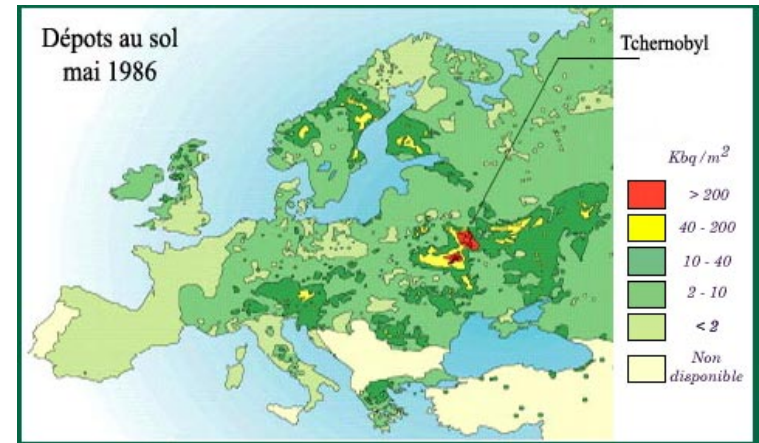 Dépots au sol
mai 1986
Tchernobyl
Kbq/m²
> 200
40 - 200
10 - 40
2 - 10
< 2
Non
disponible